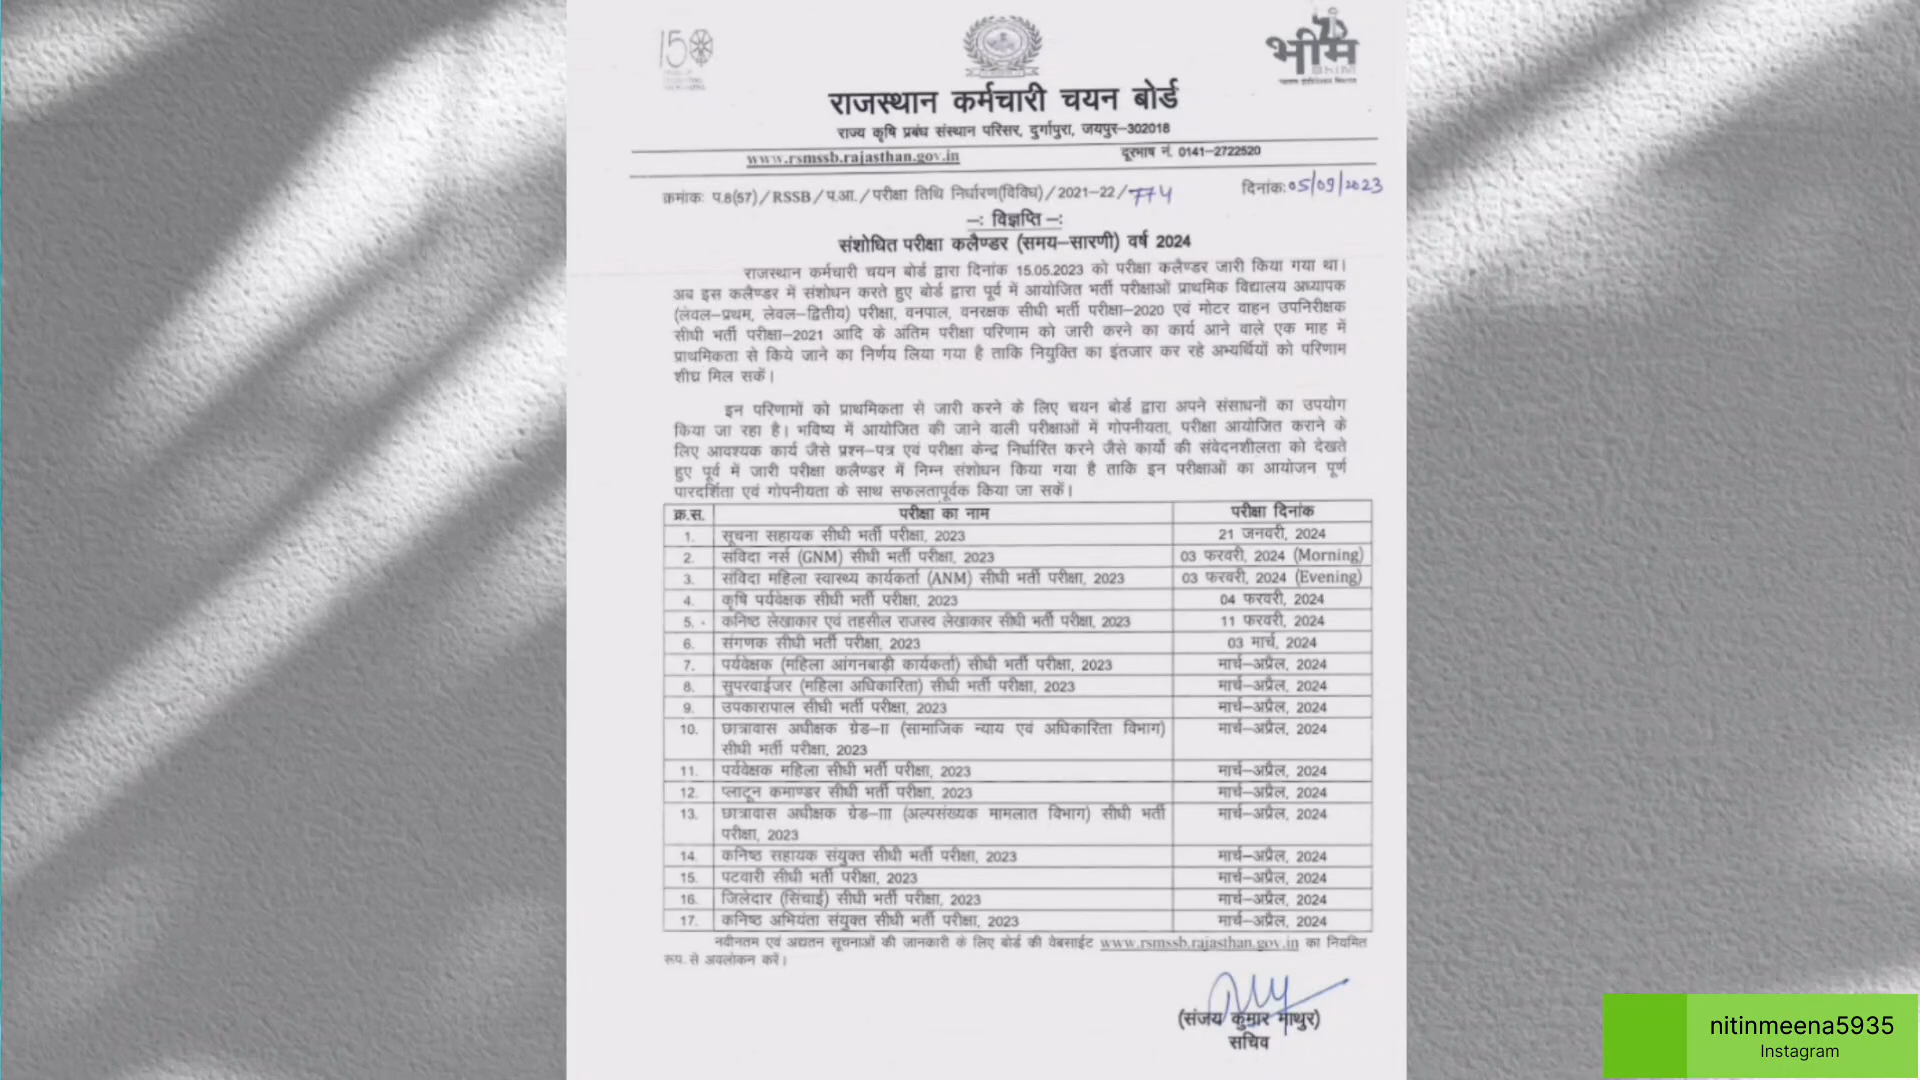 150
भीम
BHIM
राजस्थान कर्मचारी चयन बोर्ड
राज्य कृषि प्रबंध संस्थान परिसर, दुर्गापुरा, जयपुर–302018
www.rsmssb.rajasthan.gov.in दूरभाष नं. 0141–2722520
क्रमांकः प.8(57)/RSSB/प.आ./परीक्षा तिथि निर्धारण(विविध)/2021–22/774 दिनांकः05/09/2023
–: विज्ञप्ति –:
संशोधित परीक्षा कलैण्डर (समय–सारणी) वर्ष 2024
राजस्थान कर्मचारी चयन बोर्ड द्वारा दिनांक 15.05.2023 को परीक्षा कलैण्डर जारी किया गया था।
अब इस कलैण्डर में संशोधन करते हुए बोर्ड द्वारा पूर्व में आयोजित भर्ती परीक्षाओं प्राथमिक विद्यालय अध्यापक
(लेवल–प्रथम, लेवल–द्वितीय) परीक्षा, वनपाल, वनरक्षक सीधी भर्ती परीक्षा–2020 एवं मोटर वाहन उपनिरीक्षक
सीधी भर्ती परीक्षा–2021 आदि के अंतिम परीक्षा परिणाम को जारी करने का कार्य आने वाले एक माह में
प्राथमिकता से किये जाने का निर्णय लिया गया है ताकि नियुक्ति का इंतजार कर रहे अभ्यर्थियों को परिणाम
शीघ्र मिल सकें।
इन परिणामों को प्राथमिकता से जारी करने के लिए चयन बोर्ड द्वारा अपने संसाधनों का उपयोग
किया जा रहा है। भविष्य में आयोजित की जाने वाली परीक्षाओं में गोपनीयता, परीक्षा आयोजित कराने के
लिए आवश्यक कार्य जैसे प्रश्न–पत्र एवं परीक्षा केन्द्र निर्धारित करने जैसे कार्यो की संवेदनशीलता को देखते
हुए पूर्व में जारी परीक्षा कलैण्डर में निम्न संशोधन किया गया है ताकि इन परीक्षाओं का आयोजन पूर्ण
पारदर्शिता एवं गोपनीयता के साथ सफलतापूर्वक किया जा सकें।
क्र.स. परीक्षा का नाम परीक्षा दिनांक
1. सूचना सहायक सीधी भर्ती परीक्षा, 2023 21 जनवरी, 2024
2. संविदा नर्स (GNM) सीधी भर्ती परीक्षा, 2023 03 फरवरी, 2024 (Morning)
3. संविदा महिला स्वास्थ्य कार्यकर्ता (ANM) सीधी भर्ती परीक्षा, 2023 03 फरवरी, 2024 (Evening)
4. कृषि पर्यवेक्षक सीधी भर्ती परीक्षा, 2023 04 फरवरी, 2024
5. कनिष्ठ लेखाकार एवं तहसील राजस्व लेखाकार सीधी भर्ती परीक्षा, 2023 11 फरवरी, 2024
6. संगणक सीधी भर्ती परीक्षा, 2023 03 मार्च, 2024
7. पर्यवेक्षक (महिला आंगनबाड़ी कार्यकर्ता) सीधी भर्ती परीक्षा, 2023 मार्च–अप्रैल, 2024
8. सुपरवाईजर (महिला अधिकारिता) सीधी भर्ती परीक्षा, 2023 मार्च–अप्रैल, 2024
9. उपकारापाल सीधी भर्ती परीक्षा, 2023 मार्च–अप्रैल, 2024
10. छात्रावास अधीक्षक ग्रेड–II (सामाजिक न्याय एवं अधिकारिता विभाग) मार्च–अप्रैल, 2024
सीधी भर्ती परीक्षा, 2023
11. पर्यवेक्षक महिला सीधी भर्ती परीक्षा, 2023 मार्च–अप्रैल, 2024
12. प्लाटून कमाण्डर सीधी भर्ती परीक्षा, 2023 मार्च–अप्रैल, 2024
13. छात्रावास अधीक्षक ग्रेड–III (अल्पसंख्यक मामलात विभाग) सीधी भर्ती मार्च–अप्रैल, 2024
परीक्षा, 2023
14. कनिष्ठ सहायक संयुक्त सीधी भर्ती परीक्षा, 2023 मार्च–अप्रैल, 2024
15. पटवारी सीधी भर्ती परीक्षा, 2023 मार्च–अप्रैल, 2024
16. जिलेदार (सिंचाई) सीधी भर्ती परीक्षा, 2023 मार्च–अप्रैल, 2024
17. कनिष्ठ अभियंता संयुक्त सीधी भर्ती परीक्षा, 2023 मार्च–अप्रैल, 2024
नवीनतम एवं अद्यतन सूचनाओं की जानकारी के लिए बोर्ड की वेबसाईट www.rsmssb.rajasthan.gov.in का नियमित
रूप से अवलोकन करें।
(संजय कुमार माथुर)
सचिव
nitinmeena5935
Instagram